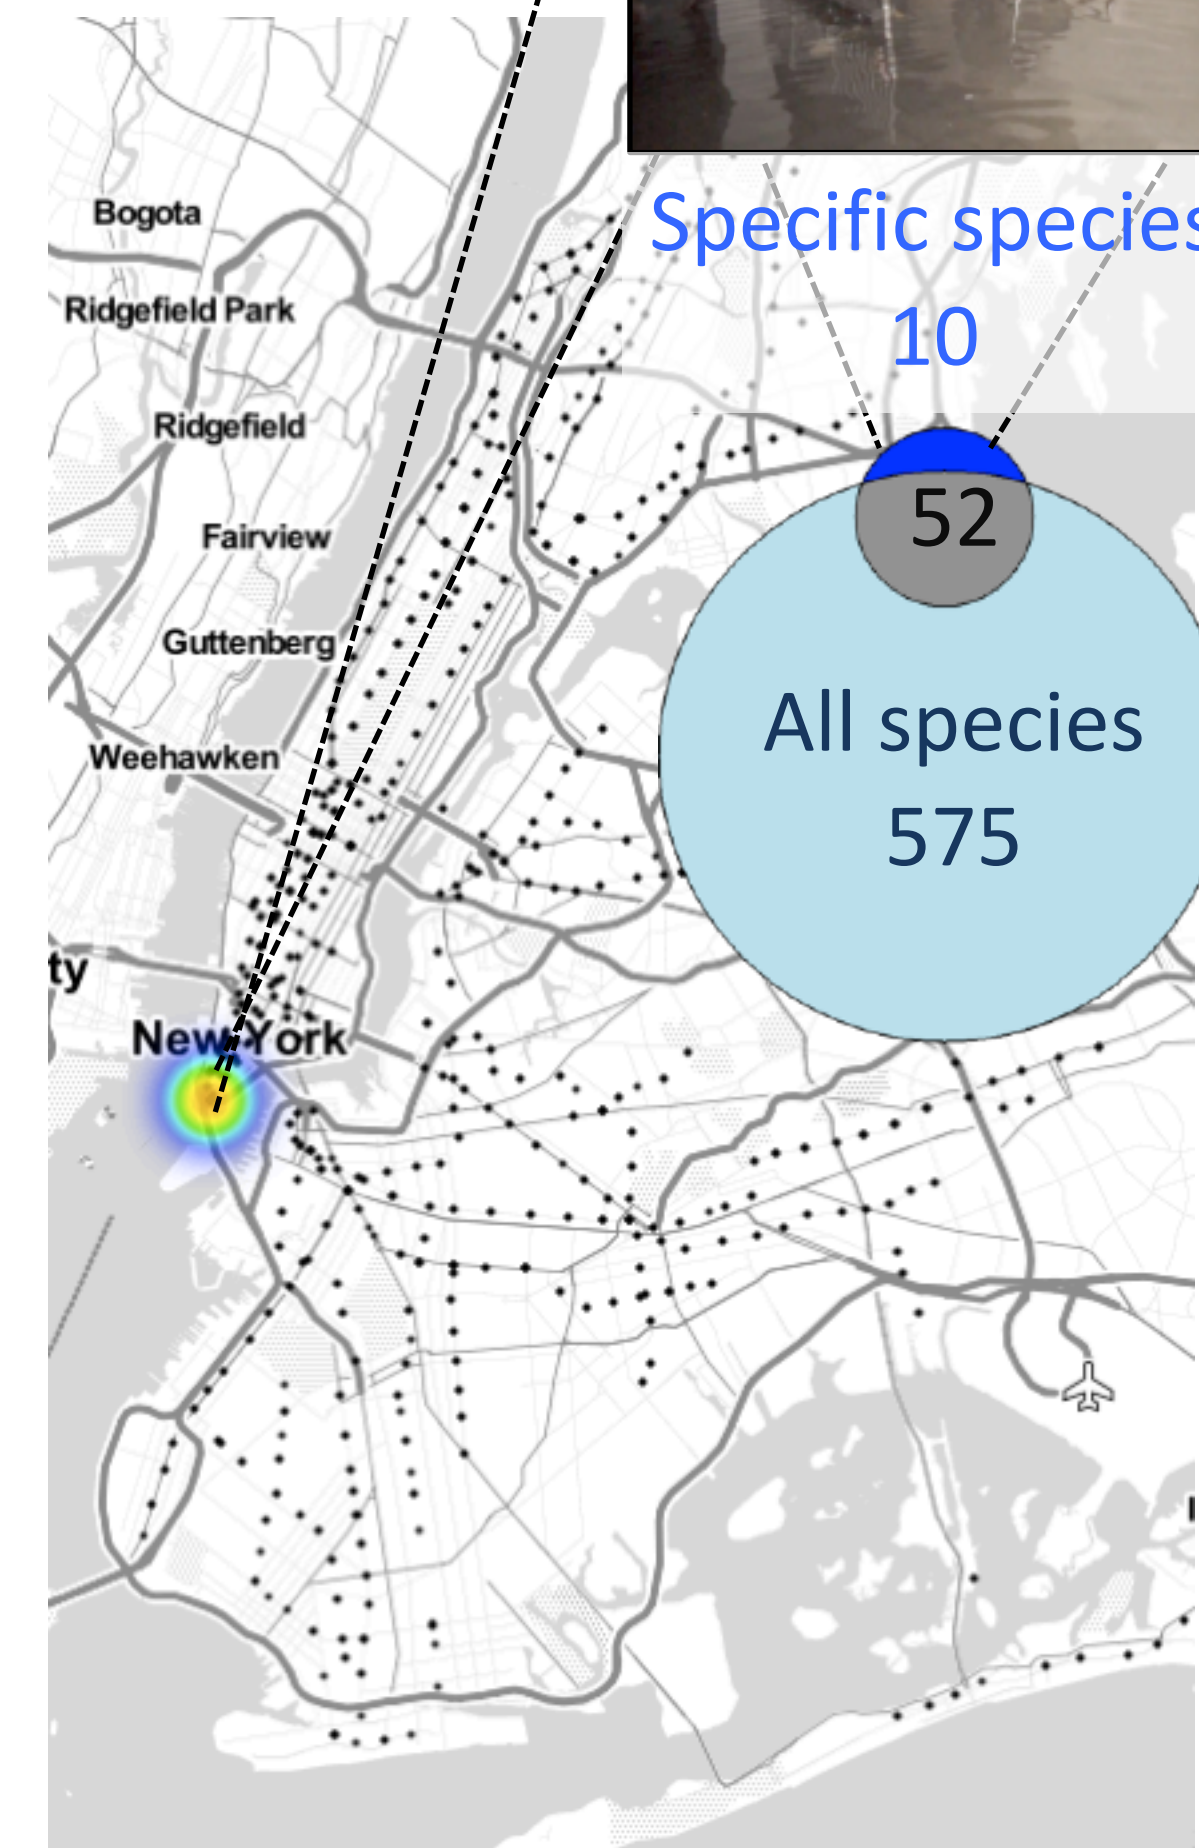 Bogota
Specific species
10
Ridgefield Park
Ridgefield
52
Fairview
Guttenberg
All species
575
Weehawken
ty
New York